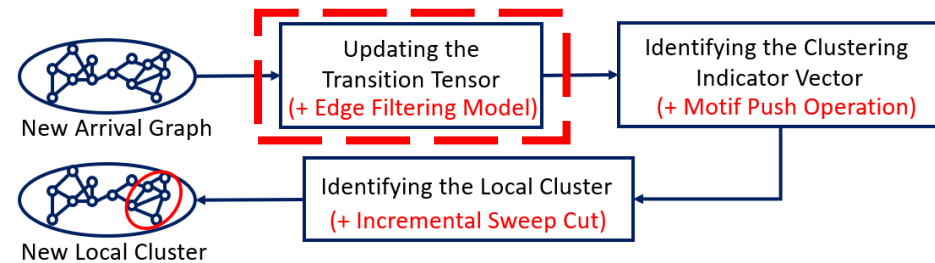 New Arrival Graph
Updating the
Transition Tensor
(+ Edge Filtering Model)
Identifying the Clustering
Indicator Vector
(+ Motif Push Operation)
Identifying the Local Cluster
(+ Incremental Sweep Cut)
New Local Cluster